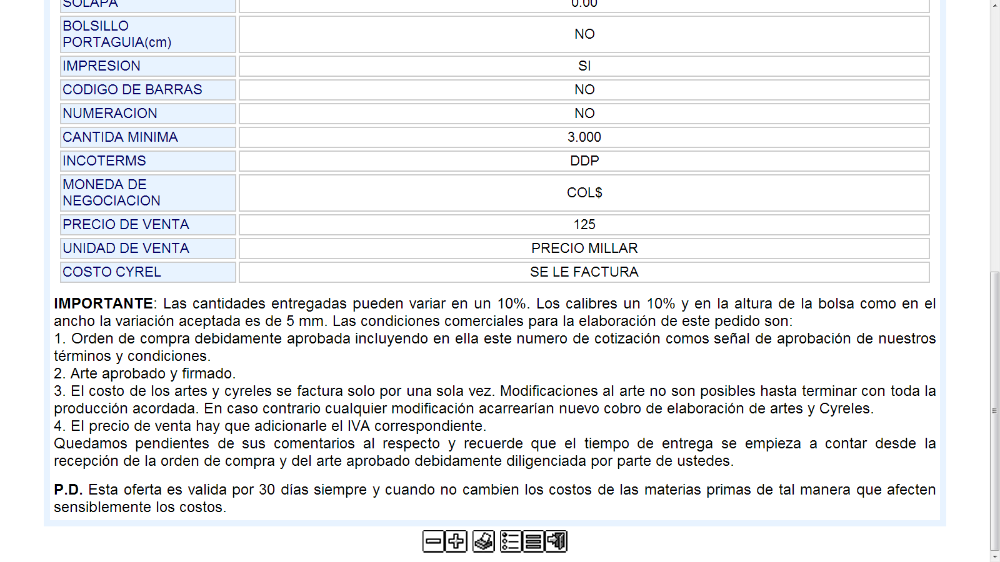 SOLAPA 0.00
BOLSILLO
PORTAGUIA(cm) NO
IMPRESION SI
CODIGO DE BARRAS NO
NUMERACION NO
CANTIDA MINIMA 3.000
INCOTERMS DDP
MONEDA DE
NEGOCIACION COL$
PRECIO DE VENTA 125
UNIDAD DE VENTA PRECIO MILLAR
COSTO CYREL SE LE FACTURA
IMPORTANTE: Las cantidades entregadas pueden variar en un 10%. Los calibres un 10% y en la altura de la bolsa como en el
ancho la variación aceptada es de 5 mm. Las condiciones comerciales para la elaboración de este pedido son:
1. Orden de compra debidamente aprobada incluyendo en ella este numero de cotización comos señal de aprobación de nuestros
términos y condiciones.
2. Arte aprobado y firmado.
3. El costo de los artes y cyreles se factura solo por una sola vez. Modificaciones al arte no son posibles hasta terminar con toda la
producción acordada. En caso contrario cualquier modificación acarrearían nuevo cobro de elaboración de artes y Cyreles.
4. El precio de venta hay que adicionarle el IVA correspondiente.
Quedamos pendientes de sus comentarios al respecto y recuerde que el tiempo de entrega se empieza a contar desde la
recepción de la orden de compra y del arte aprobado debidamente diligenciada por parte de ustedes.
P.D. Esta oferta es valida por 30 días siempre y cuando no cambien los costos de las materias primas de tal manera que afecten
sensiblemente los costos.